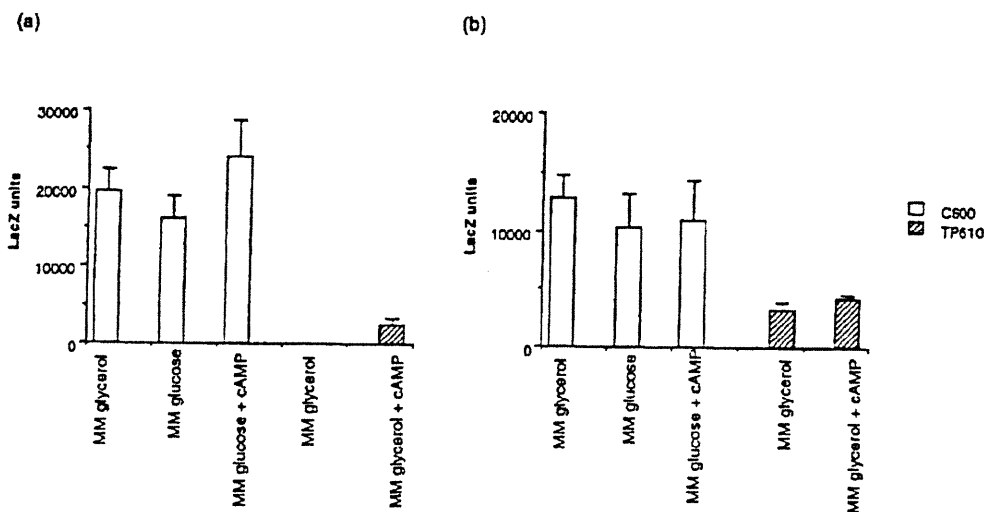 (a)
(b)
30000
20000
10000
0
LacZ units
MM glycerol
MM glucose
MM glucose + cAMP
MM glycerol
MM glycerol + cAMP
20000
10000
0
LacZ units
MM glycerol
MM glucose
MM glucose + cAMP
MM glycerol
MM glycerol + cAMP
C600
TP610